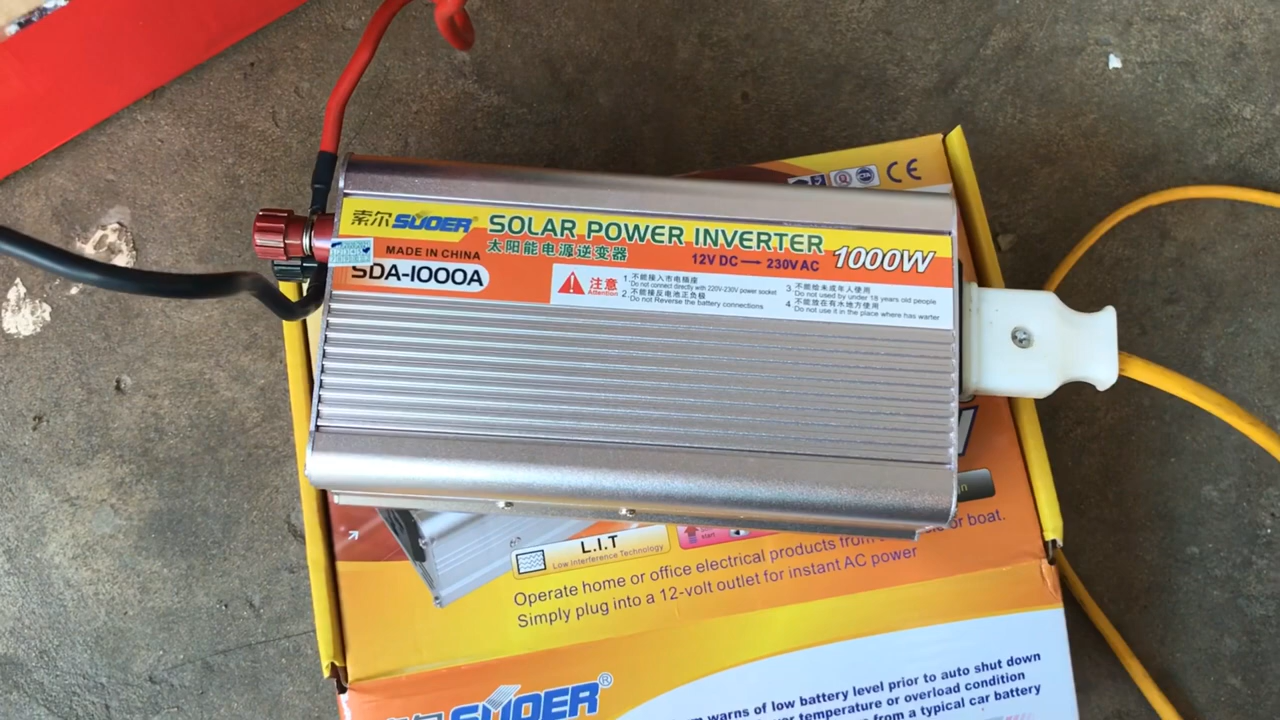 CE
索尔 SUOER®
SOLAR POWER INVERTER
太阳能电源逆变器
MADE IN CHINA
12V DC → 230V AC
1000W
SDA-1000A
注意
Attention
1. 不能接入市电插座
Do not connect directly with 220V-230V power socket
2. 不能接反电池正负极
Do not Reverse the battery connections
3 不能给未成年人使用
Do not used by under 18 years old people
4 不能放在有水地方使用
Do not use it in the place where has warter
L.I.T
Low Interference Technology
start
or boat.
Operate home or office electrical products from
Simply plug into a 12-volt outlet for instant AC power
索尔 SUOER®
warns of low battery level prior to auto shut down
temperature or overload condition
from a typical car battery